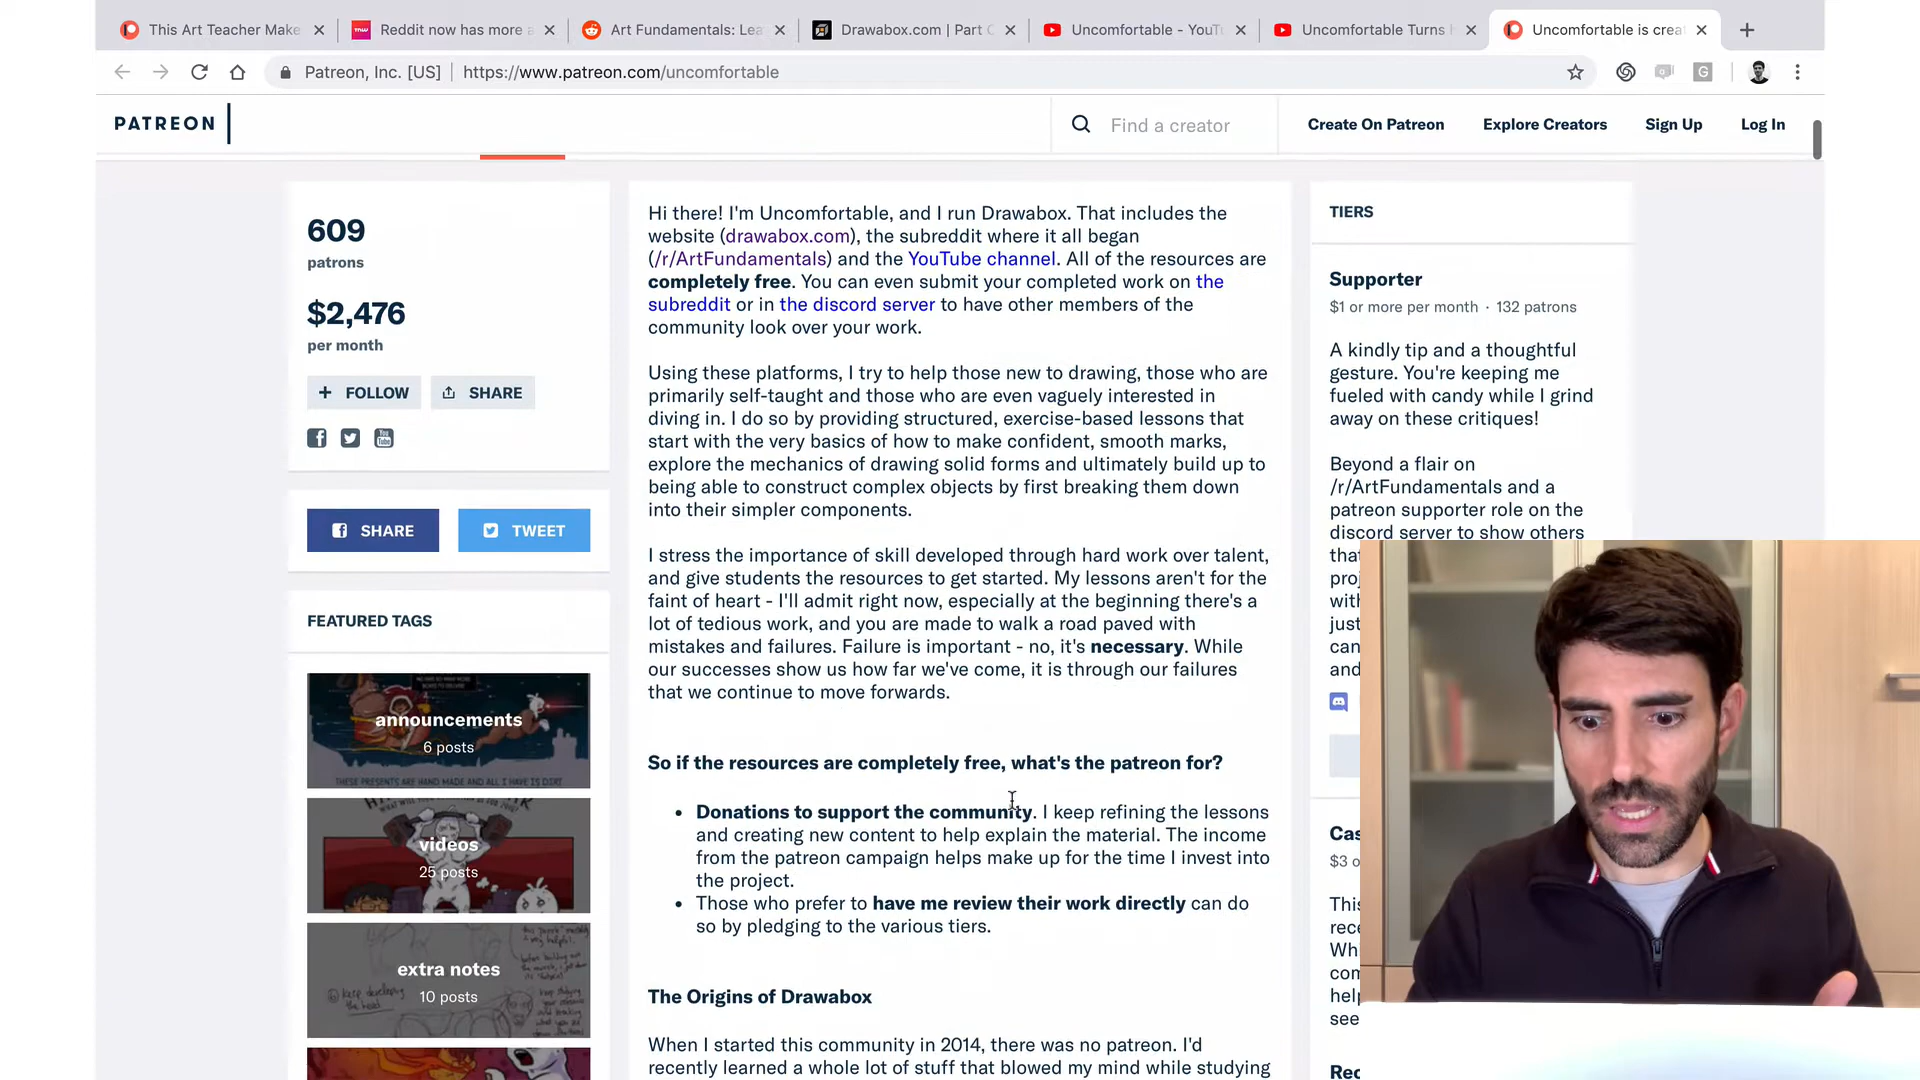 This Art Teacher Make
Reddit now has more a
Art Fundamentals: Lea
Drawabox.com | Part
Uncomfortable - YouTu
Uncomfortable Turns
Uncomfortable is crea
Patreon, Inc. [US] | https://www.patreon.com/uncomfortable
PATREON
Find a creator
Create On Patreon
Explore Creators
Sign Up
Log In
609
patrons
$2,476
per month
+ FOLLOW
SHARE
SHARE
TWEET
FEATURED TAGS
announcements
6 posts
THESE PRESENTS ARE HAND MADE AND ALL I HAVE IS DIRT
videos
25 posts
extra notes
10 posts
Hi there! I'm Uncomfortable, and I run Drawabox. That includes the
website (drawabox.com), the subreddit where it all began
(/r/ArtFundamentals) and the YouTube channel. All of the resources are
completely free. You can even submit your completed work on the
subreddit or in the discord server to have other members of the
community look over your work.
Using these platforms, I try to help those new to drawing, those who are
primarily self-taught and those who are even vaguely interested in
diving in. I do so by providing structured, exercise-based lessons that
start with the very basics of how to make confident, smooth marks,
explore the mechanics of drawing solid forms and ultimately build up to
being able to construct complex objects by first breaking them down
into their simpler components.
I stress the importance of skill developed through hard work over talent,
and give students the resources to get started. My lessons aren't for the
faint of heart - I'll admit right now, especially at the beginning there's a
lot of tedious work, and you are made to walk a road paved with
mistakes and failures. Failure is important - no, it's necessary. While
our successes show us how far we've come, it is through our failures
that we continue to move forwards.
So if the resources are completely free, what's the patreon for?
• Donations to support the community. I keep refining the lessons
and creating new content to help explain the material. The income
from the patreon campaign helps make up for the time I invest into
the project.
• Those who prefer to have me review their work directly can do
so by pledging to the various tiers.
The Origins of Drawabox
When I started this community in 2014, there was no patreon. I'd
recently learned a whole lot of stuff that blowed my mind while studying
TIERS
Supporter
$1 or more per month · 132 patrons
A kindly tip and a thoughtful
gesture. You're keeping me
fueled with candy while I grind
away on these critiques!
Beyond a flair on
/r/ArtFundamentals and a
patreon supporter role on the
discord server to show others